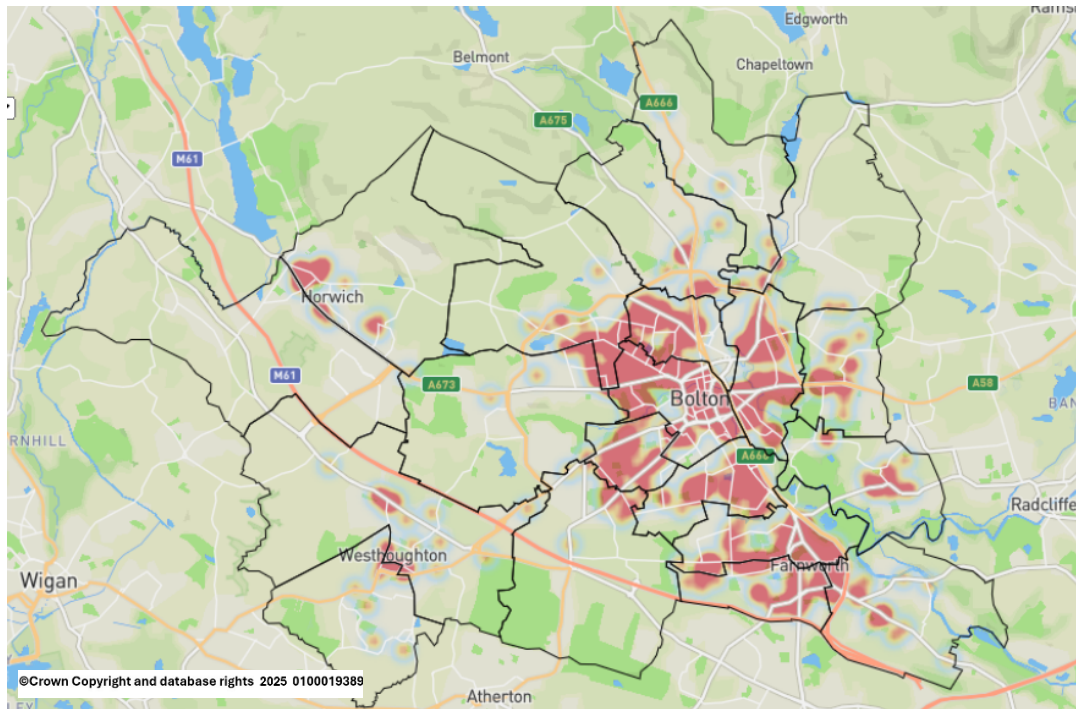 Edgworth
Belmont
Chapeltown
A666
A675
M61
Horwich
M61
A673
A58
Bolton
A666
Radcliffe
Westhoughton
Farnworth
Wigan
©Crown Copyright and database rights 2025 0100019389
Atherton